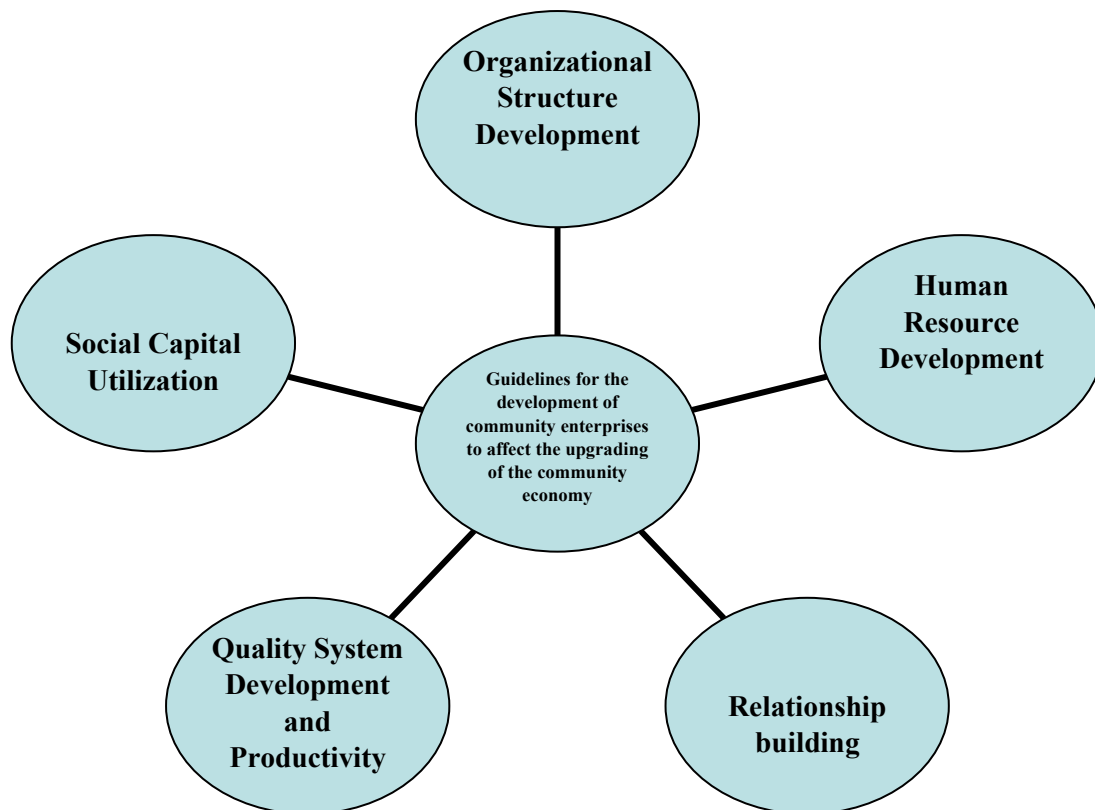 Organizational
Structure
Development
Human
Resource
Development
Social Capital
Utilization
Guidelines for the
development of
community enterprises
to affect the upgrading
of the community
economy
Quality System
Development
and
Productivity
Relationship
building